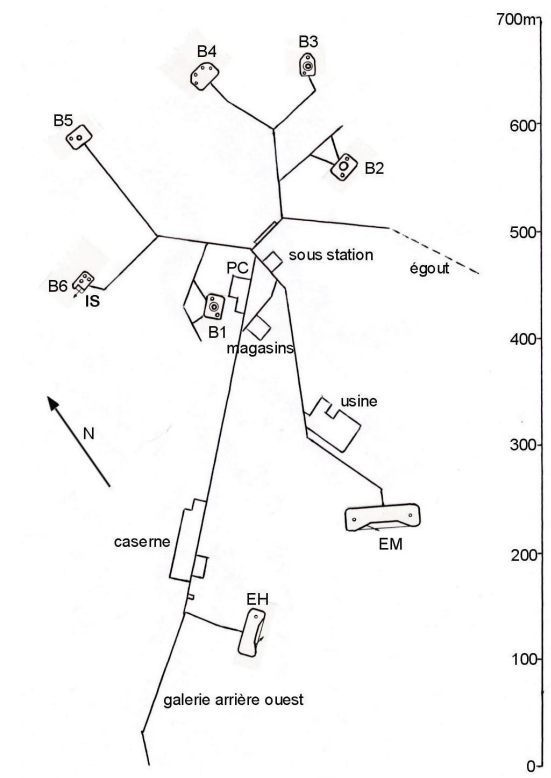 700m
B3
B4
B5
600
B2
500
sous station
PC
égout
B6
IS
B1
400
magasins
usine
N
300
caserne
EM
200
EH
100
galerie arrière ouest
0